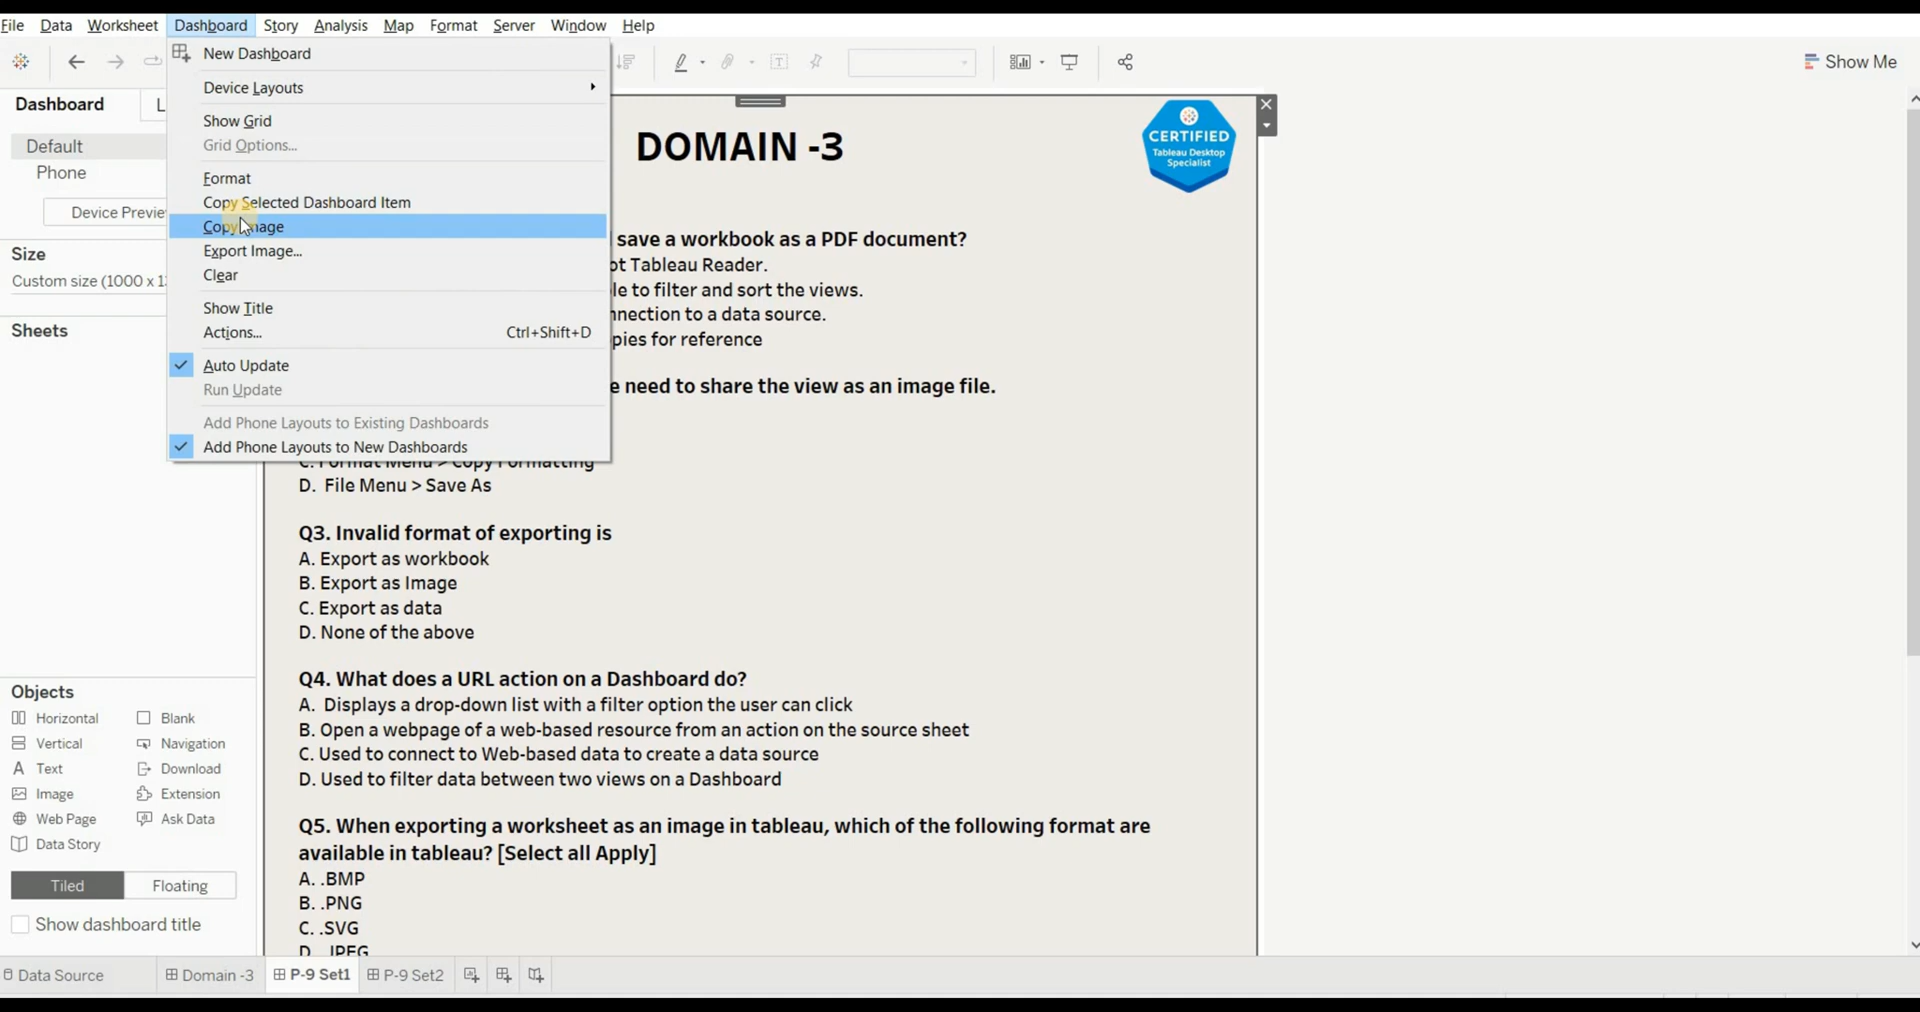 File Data Worksheet Dashboard Story Analysis Map Format Server Window Help
New Dashboard
Show Me
Dashboard
Device Layouts
Default
Show Grid
Grid Options...
Phone
Format
Copy Selected Dashboard Item
Copy Image
Export Image...
Clear
Size
Custom size (1000 x
Show Title
Actions... Ctrl+Shift+D
Sheets
Auto Update
Run Update
Add Phone Layouts to Existing Dashboards
Add Phone Layouts to New Dashboards
DOMAIN -3
CERTIFIED
Tableau Desktop
Specialist
save a workbook as a PDF document?
Tableau Reader.
to filter and sort the views.
to a data source.
for reference
need to share the view as an image file.
C. Format Menu > Copy Formatting
D. File Menu > Save As
Q3. Invalid format of exporting is
A. Export as workbook
B. Export as Image
C. Export as data
D. None of the above
Q4. What does a URL action on a Dashboard do?
A. Displays a drop-down list with a filter option the user can click
B. Open a webpage of a web-based resource from an action on the source sheet
C. Used to connect to Web-based data to create a data source
D. Used to filter data between two views on a Dashboard
Q5. When exporting a worksheet as an image in tableau, which of the following format are
available in tableau? [Select all Apply]
A. .BMP
B. .PNG
C. .SVG
D. .JPEG
Objects
Horizontal Blank
Vertical Navigation
Text Download
Image Extension
Web Page Ask Data
Data Story
Tiled Floating
Show dashboard title
Data Source Domain -3 P-9 Set1 P-9 Set2